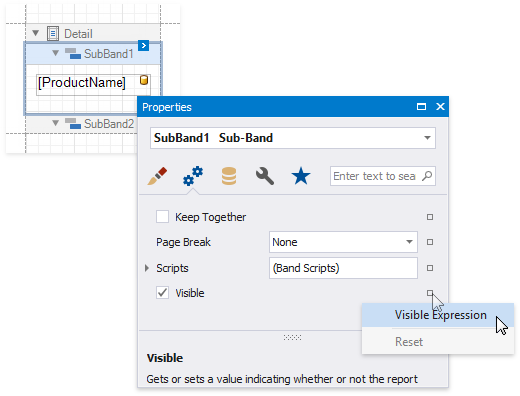 Detail
SubBand1
[ProductName]
SubBand2
Properties
SubBand1 Sub-Band
Enter text to sea
Keep Together
Page Break None
Scripts (Band Scripts)
Visible
Visible Expression
Reset
Visible
Gets or sets a value indicating whether or not the report